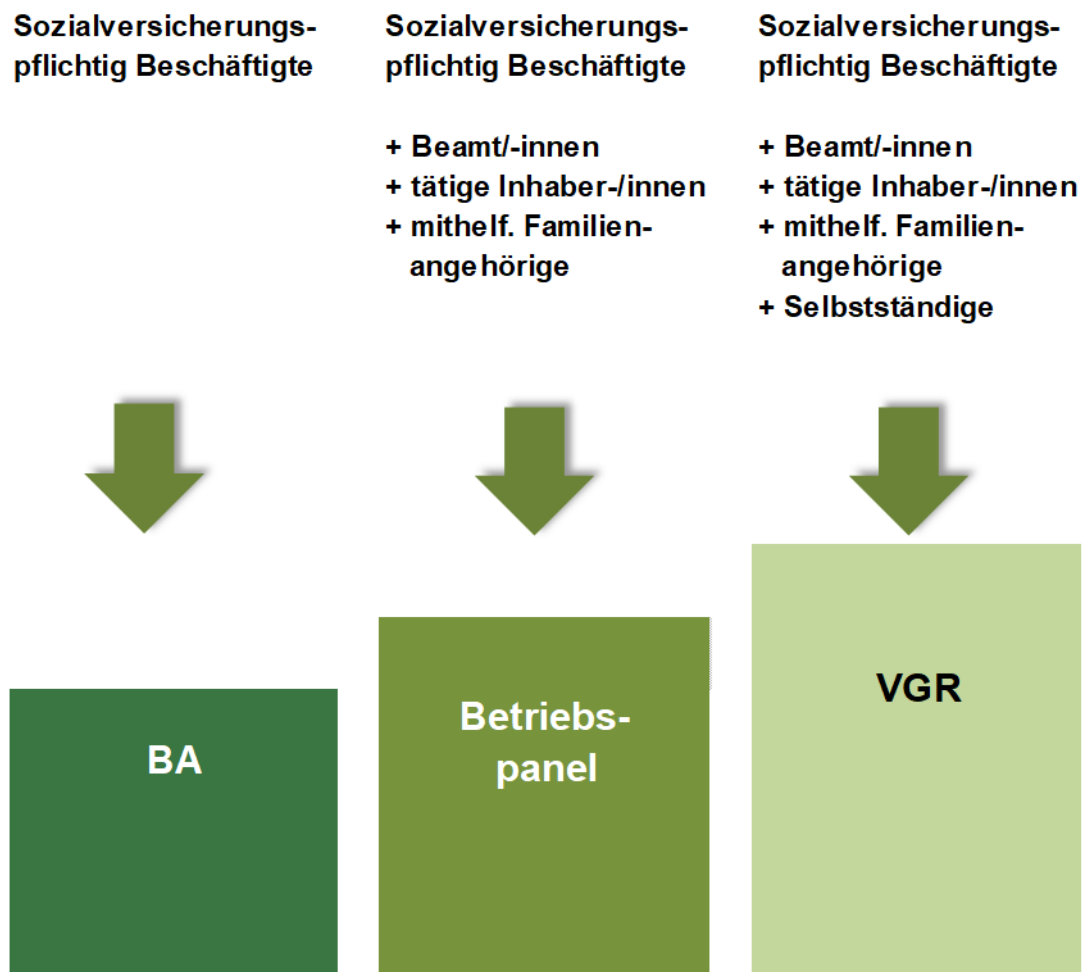 Sozialversicherungs-
pflichtig Beschäftigte
Sozialversicherungs-
pflichtig Beschäftigte
+ Beamt/-innen
+ tätige Inhaber-/innen
+ mithelf. Familien-
angehörige
Sozialversicherungs-
pflichtig Beschäftigte
+ Beamt/-innen
+ tätige Inhaber-/innen
+ mithelf. Familien-
angehörige
+ Selbstständige
BA
Betriebs-
panel
VGR